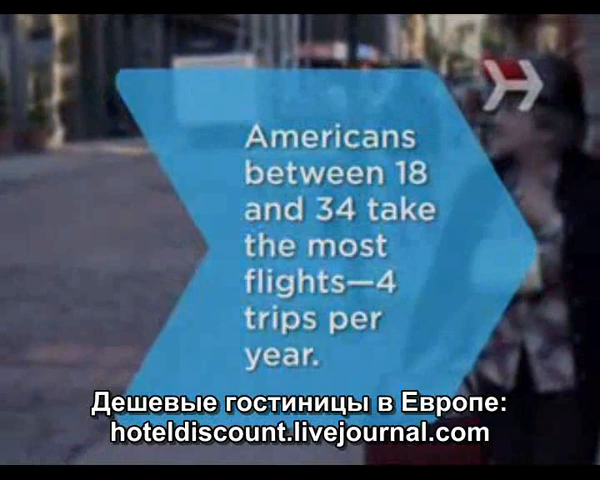 Americans
between 18
and 34 take
the most
flights—4
trips per
year.
Дешевые гостиницы в Европе:
hoteldiscount.livejournal.com